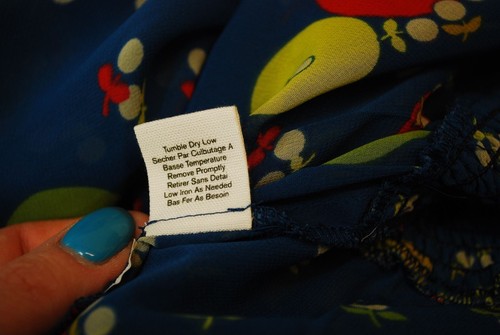 Tumble Dry Low
Secher Par Culbutage A
Basse Temperature
Remove Promptly
Retirer Sans Detai
Low Iron As Needed
Bas Fer As Besoin